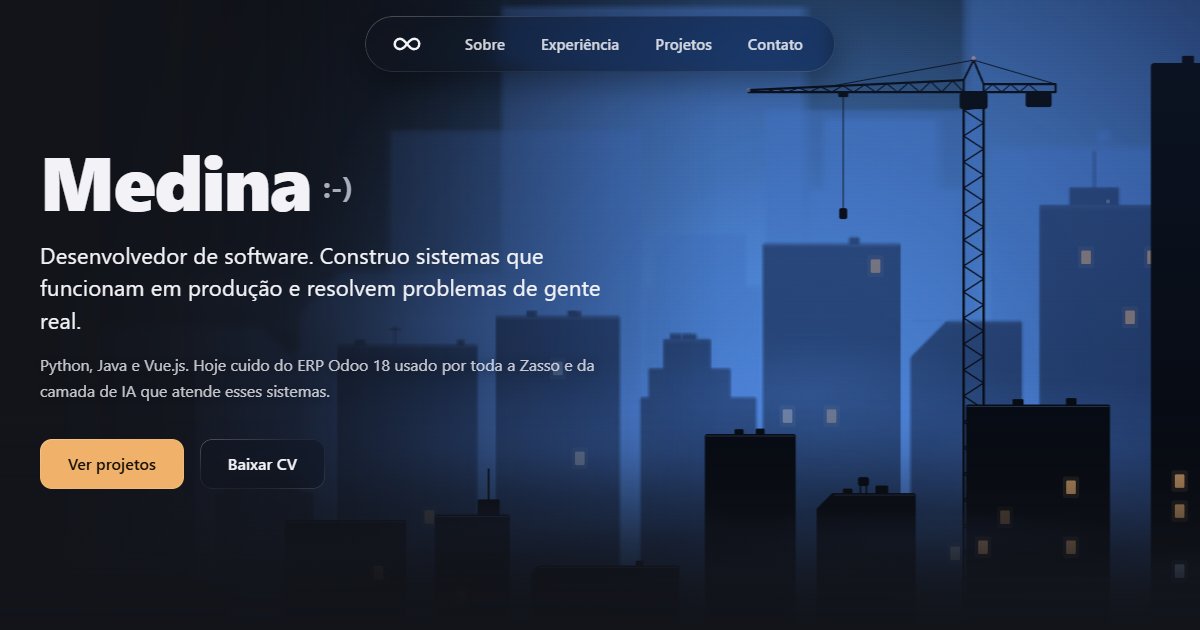 Sobre Experiência Projetos Contato
Medina :-)
Desenvolvedor de software. Construo sistemas que
funcionam em produção e resolvem problemas de gente
real.
Python, Java e Vue.js. Hoje cuido do ERP Odoo 18 usado por toda a Zasso e da
camada de IA que atende esses sistemas.
Ver projetos Baixar CV